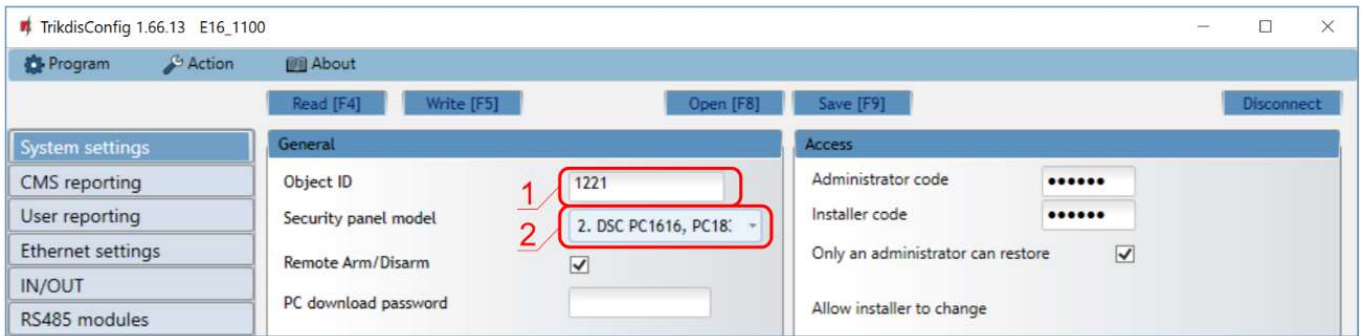 TrikdisConfig 1.66.13 E16_1100
Program Action About
Read [F4] Write [F5] Open [F8] Save [F9] Disconnect
System settings
CMS reporting
User reporting
Ethernet settings
IN/OUT
RS485 modules
General
Object ID 1 1221
Security panel model 2 2. DSC PC1616, PC18
Remote Arm/Disarm
PC download password
Access
Administrator code ••••••
Installer code ••••••
Only an administrator can restore
Allow installer to change